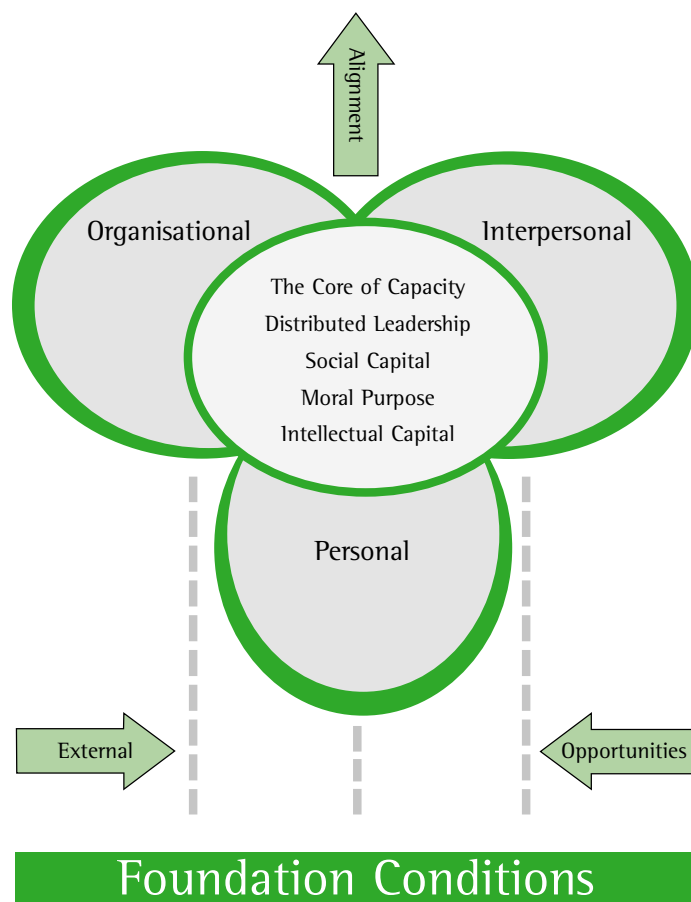 Alignment
Organisational
Interpersonal
The Core of Capacity
Distributed Leadership
Social Capital
Moral Purpose
Intellectual Capital
Personal
External
Opportunities
Foundation Conditions